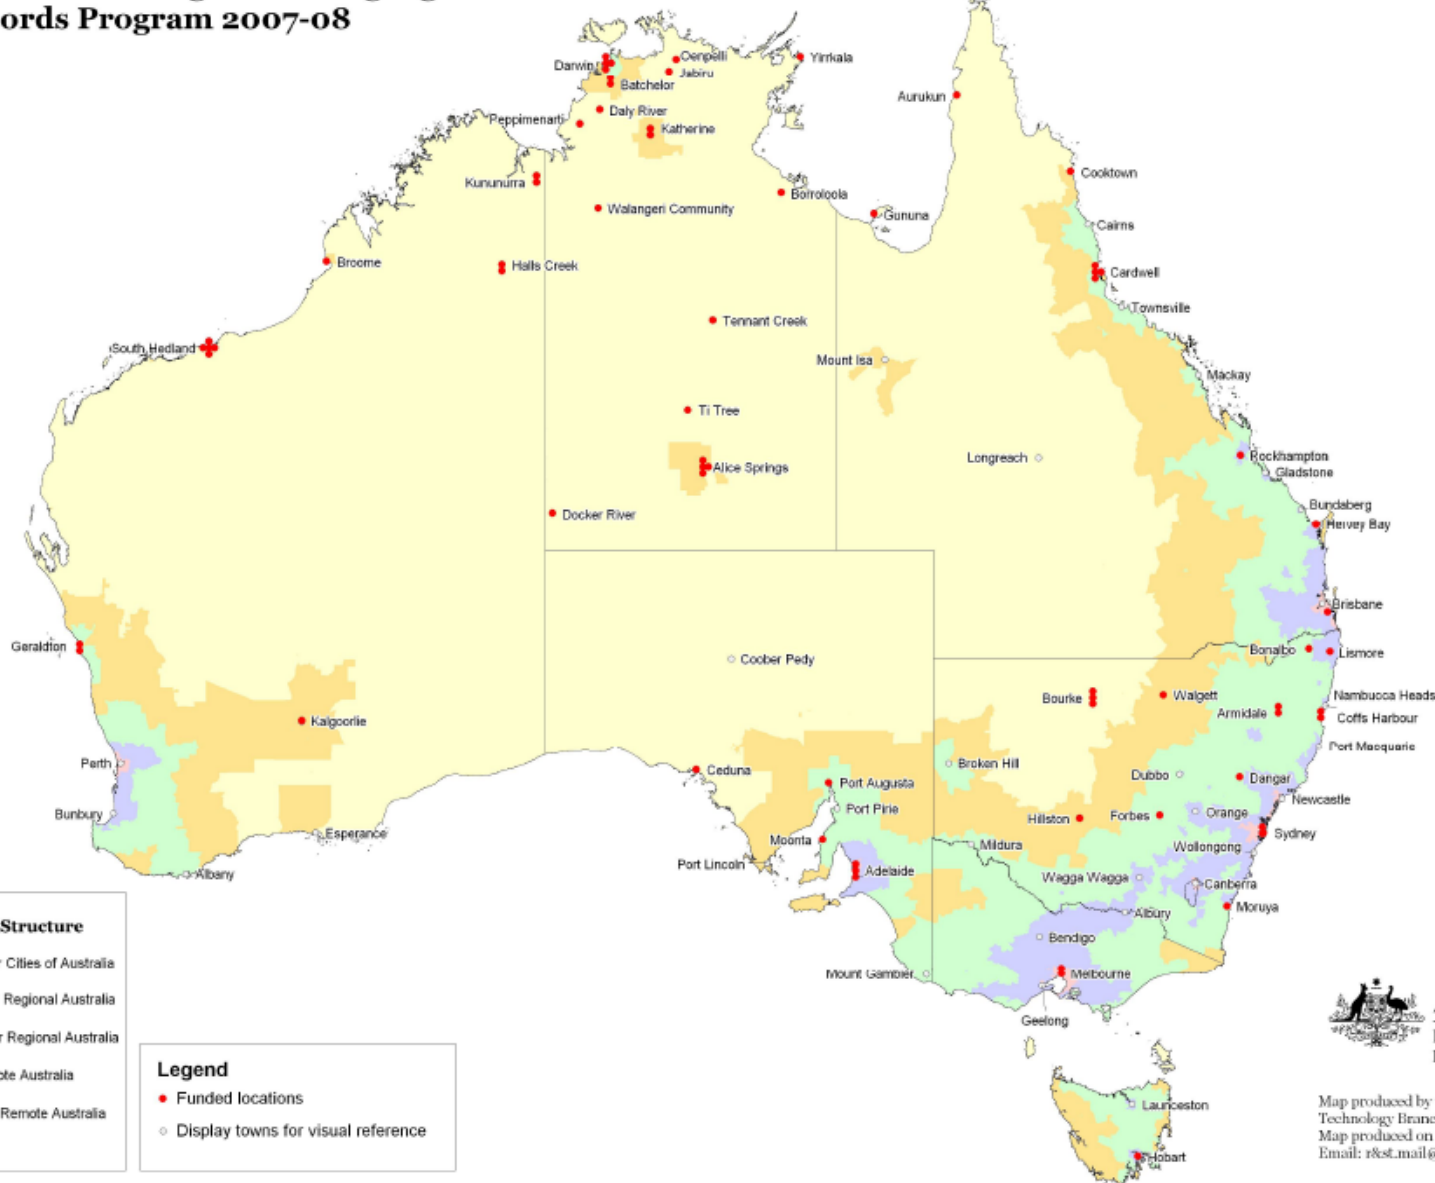 ords Program 2007-08
Darwin
Oenpelli
Jabiru
Yirrkala
Batchelor
Aurukun
Daly River
Peppimenarti
Katherine
Cooktown
Kununurra
Borroloola
Walangeri Community
Gununa
Cairns
Broome
Halls Creek
Cardwell
Townsville
Tennant Creek
South Hedland
Mount Isa
Mackay
Ti Tree
Longreach
Rockhampton
Alice Springs
Gladstone
Docker River
Bundaberg
Hervey Bay
Brisbane
Geraldton
Bonalbo
Lismore
Coober Pedy
Bourke
Walgett
Nambucca Heads
Armidale
Coffs Harbour
Kalgoorlie
Port Macquarie
Perth
Ceduna
Broken Hill
Dubbo
Dangar
Port Augusta
Newcastle
Port Pirie
Bunbury
Hillston
Forbes
Orange
Esperance
Moonta
Mildura
Sydney
Wollongong
Port Lincoln
Adelaide
Albany
Wagga Wagga
Canberra
Albury
Moruya
Structure
Bendigo
Cities of Australia
Mount Gambier
Melbourne
Regional Australia
Geelong
r Regional Australia
ote Australia
Remote Australia
Legend
Funded locations
Display towns for visual reference
Launceston
Hobart
Map produced by
Technology Branc
Map produced on
Email: r&st.mail@